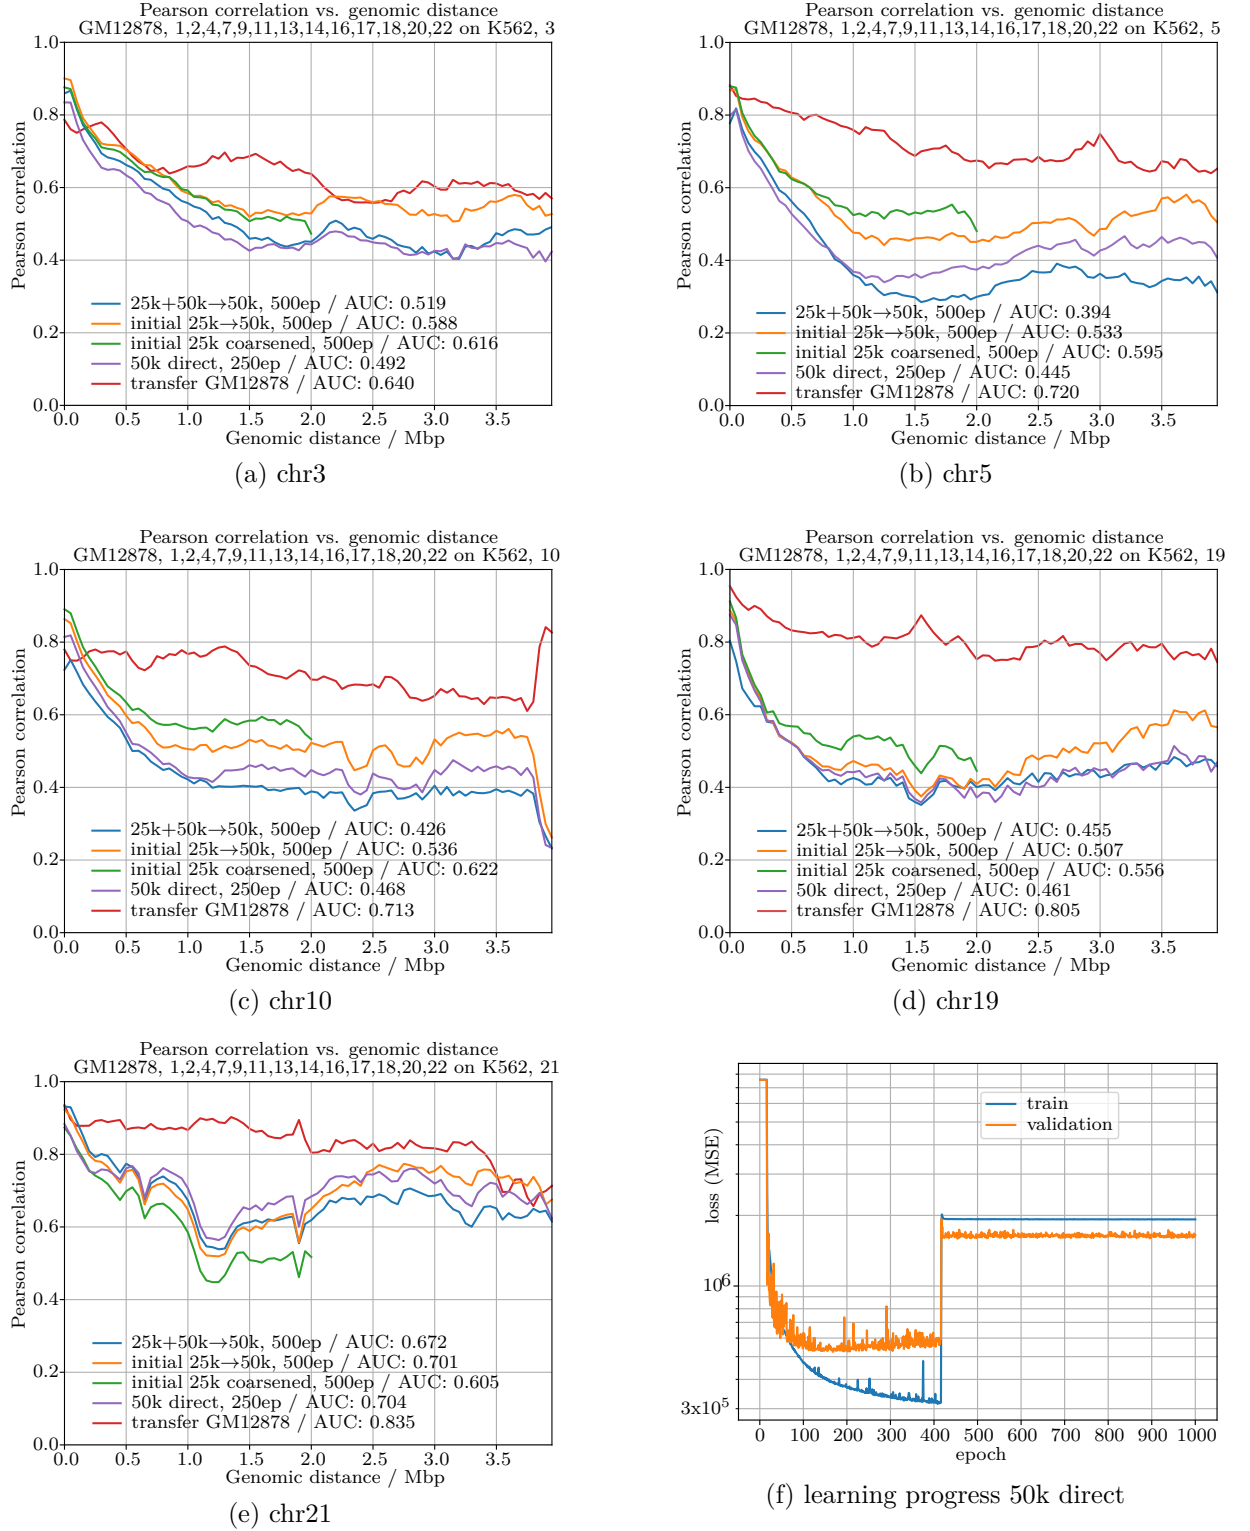 Pearson correlation vs. genomic distance
GM12878, 1,2,4,7,9,11,13,14,16,17,18,20,22 on K562, 3
1.0
0.8
0.6
0.4
0.2
0.0
Pearson correlation
25k+50k→50k, 500ep / AUC: 0.519
initial 25k→50k, 500ep / AUC: 0.588
initial 25k coarsened, 500ep / AUC: 0.616
50k direct, 250ep / AUC: 0.492
transfer GM12878 / AUC: 0.640
0.0 0.5 1.0 1.5 2.0 2.5 3.0 3.5
Genomic distance / Mbp
(a) chr3
Pearson correlation vs. genomic distance
GM12878, 1,2,4,7,9,11,13,14,16,17,18,20,22 on K562, 5
1.0
0.8
0.6
0.4
0.2
0.0
Pearson correlation
25k+50k→50k, 500ep / AUC: 0.394
initial 25k→50k, 500ep / AUC: 0.533
initial 25k coarsened, 500ep / AUC: 0.595
50k direct, 250ep / AUC: 0.445
transfer GM12878 / AUC: 0.720
0.0 0.5 1.0 1.5 2.0 2.5 3.0 3.5
Genomic distance / Mbp
(b) chr5
Pearson correlation vs. genomic distance
GM12878, 1,2,4,7,9,11,13,14,16,17,18,20,22 on K562, 10
1.0
0.8
0.6
0.4
0.2
0.0
Pearson correlation
25k+50k→50k, 500ep / AUC: 0.426
initial 25k→50k, 500ep / AUC: 0.536
initial 25k coarsened, 500ep / AUC: 0.622
50k direct, 250ep / AUC: 0.468
transfer GM12878 / AUC: 0.713
0.0 0.5 1.0 1.5 2.0 2.5 3.0 3.5
Genomic distance / Mbp
(c) chr10
Pearson correlation vs. genomic distance
GM12878, 1,2,4,7,9,11,13,14,16,17,18,20,22 on K562, 19
1.0
0.8
0.6
0.4
0.2
0.0
Pearson correlation
25k+50k→50k, 500ep / AUC: 0.455
initial 25k→50k, 500ep / AUC: 0.507
initial 25k coarsened, 500ep / AUC: 0.556
50k direct, 250ep / AUC: 0.461
transfer GM12878 / AUC: 0.805
0.0 0.5 1.0 1.5 2.0 2.5 3.0 3.5
Genomic distance / Mbp
(d) chr19
Pearson correlation vs. genomic distance
GM12878, 1,2,4,7,9,11,13,14,16,17,18,20,22 on K562, 21
1.0
0.8
0.6
0.4
0.2
0.0
Pearson correlation
25k+50k→50k, 500ep / AUC: 0.672
initial 25k→50k, 500ep / AUC: 0.701
initial 25k coarsened, 500ep / AUC: 0.605
50k direct, 250ep / AUC: 0.704
transfer GM12878 / AUC: 0.835
0.0 0.5 1.0 1.5 2.0 2.5 3.0 3.5
Genomic distance / Mbp
(e) chr21
train
validation
loss (MSE)
10⁶
3x10⁵
0 100 200 300 400 500 600 700 800 900 1000
epoch
(f) learning progress 50k direct